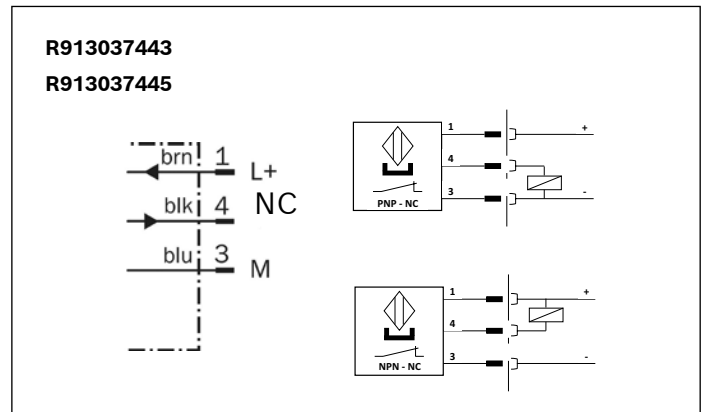 R913037443
R913037445
brn 1 L+
blk 4 NC
blu 3 M
1 +
4
3 -
PNP - NC
1 +
4
3 -
NPN - NC